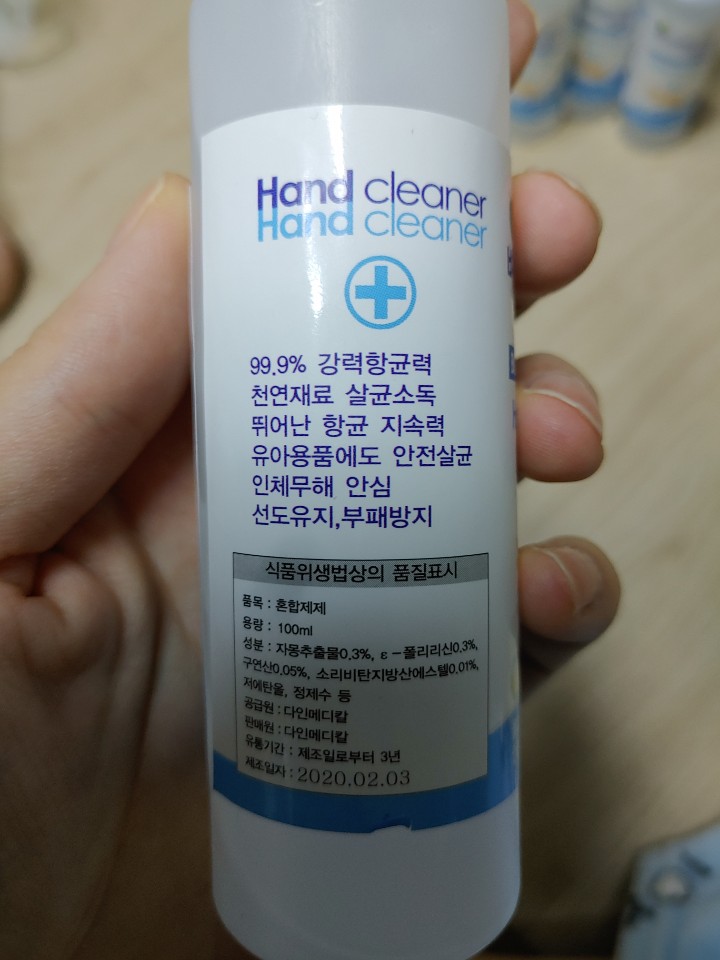 Hand cleaner
Hand cleaner
99.9% 강력항균력
천연재료 살균소독
뛰어난 항균 지속력
유아용품에도 안전살균
인체무해 안심
선도유지,부패방지
식품위생법상의 품질표시
품목 : 혼합제제
용량 : 100ml
성분 : 자몽추출물0.3%, ε-폴리리신0.3%,
구연산0.05%, 소리비탄지방산에스텔0.01%,
저에탄올, 정제수 등
공급원 : 다인메디칼
판매원 : 다인메디칼
유통기간 : 제조일로부터 3년
제조일자 : 2020.02.03